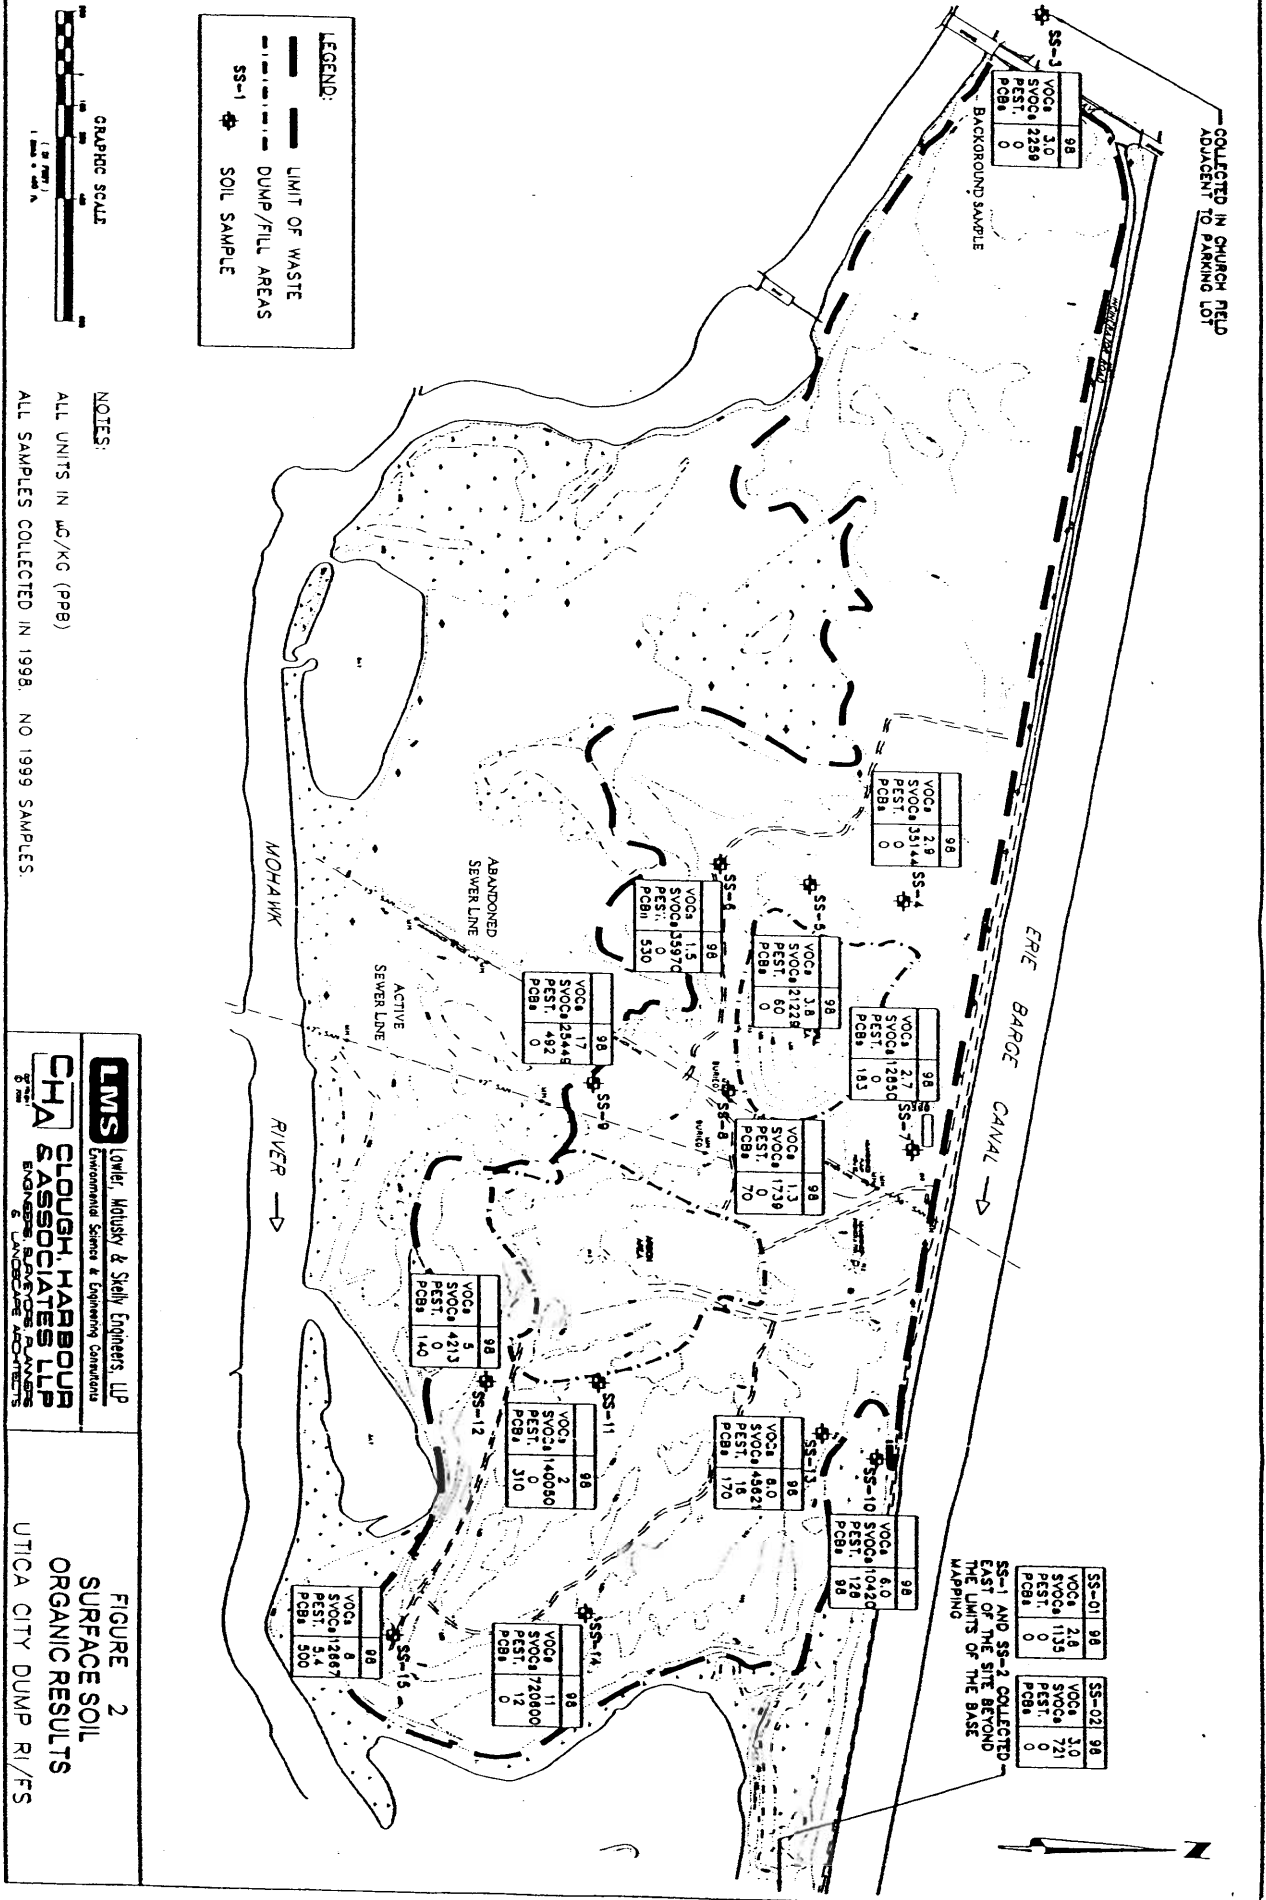 COLLECTED IN CHURCH FIELD
ADJACENT TO PARKING LOT
SS-3
98
VOCs 3.0
SVOCs 2259
PEST. 0
PCBs 0
BACKGROUND SAMPLE
ERIE BARGE CANAL
SS-4
98
VOCs 2.9
SVOCs 35144
PEST. 0
PCBs 0
SS-5
98
VOCs 3.8
SVOCs 21229
PEST. 60
PCBs 0
SS-6
98
VOCs 1.5
SVOCs 35970
PEST. 0
PCBs 530
SS-7
98
VOCs 2.7
SVOCs 12850
PEST. 0
PCBs 183
SS-8
98
VOCs 1.3
SVOCs 1739
PEST. 0
PCBs 70
BURIED
BURIED
SS-9
98
VOCs 17
SVOCs 25449
PEST. 492
PCBs 0
ABANDONED
SEWER LINE
ACTIVE
SEWER LINE
SS-10
98
VOCs 6.0
SVOCs 10420
PEST. 128
PCBs 98
SS-11
98
VOCs 2
SVOCs 140050
PEST. 0
PCBs 310
SS-12
98
VOCs 5
SVOCs 4213
PEST. 0
PCBs 140
SS-13
98
VOCs 8.0
SVOCs 45621
PEST. 16
PCBs 170
SS-14
98
VOCs 11
SVOCs 720600
PEST. 12
PCBs 0
SS-15
98
VOCs 8
SVOCs 12867
PEST. 5.4
PCBs 500
SS-01 98
VOCs 2.6
SVOCs 1135
PEST. 0
PCBs 0
SS-02 98
VOCs 3.0
SVOCs 721
PEST. 0
PCBs 0
SS-1 AND SS-2 COLLECTED
EAST OF THE SITE BEYOND
THE LIMITS OF THE BASE
MAPPING
N
MOHAWK RIVER
LEGEND:
LIMIT OF WASTE
DUMP/FILL AREAS
SS-1 SOIL SAMPLE
GRAPHIC SCALE
NOTES:
ALL UNITS IN µG/KG (PPB)
ALL SAMPLES COLLECTED IN 1998. NO 1999 SAMPLES.
LMS Lawler, Matusky & Skelly Engineers, LLP
Environmental Science & Engineering Consultants
CHA CLOUGH, HARBOUR
& ASSOCIATES LLP
ENGINEERS, SURVEYORS, PLANNERS
& LANDSCAPE ARCHITECTS
FIGURE 2
SURFACE SOIL
ORGANIC RESULTS
UTICA CITY DUMP RI/FS